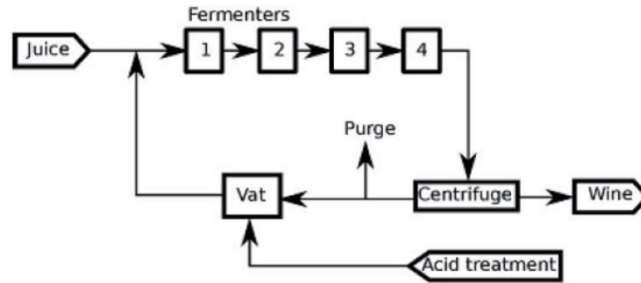 Fermenters
Juice
1
2
3
4
Purge
Vat
Centrifuge
Wine
Acid treatment